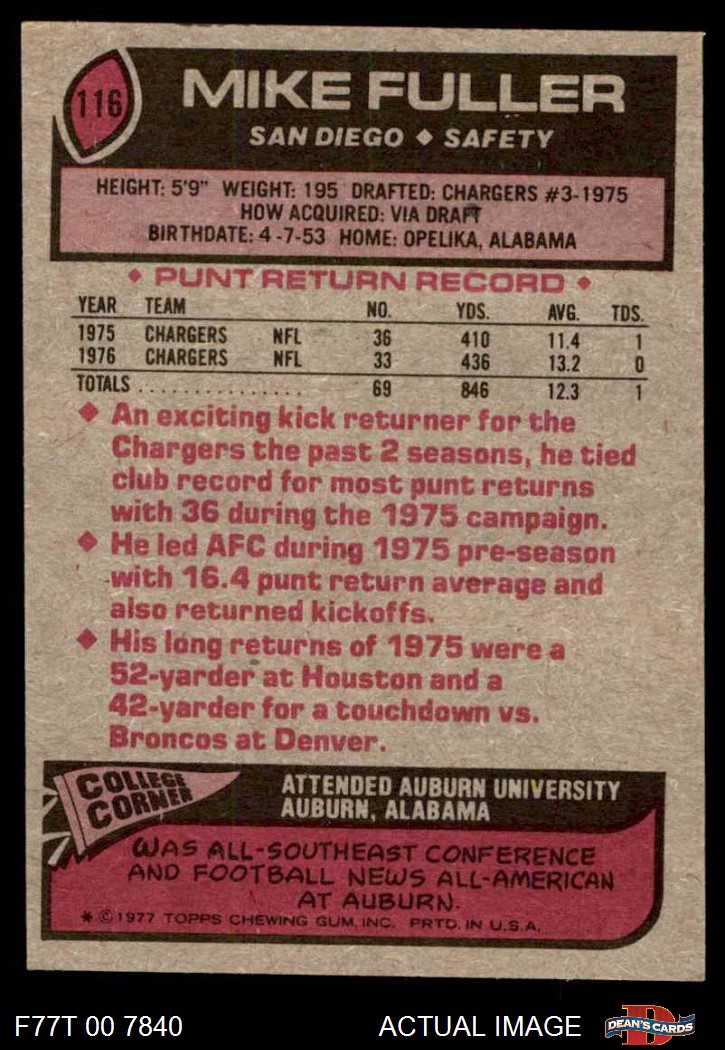 116
MIKE FULLER
SAN DIEGO ◆ SAFETY
HEIGHT: 5'9" WEIGHT: 195 DRAFTED: CHARGERS #3-1975
HOW ACQUIRED: VIA DRAFT
BIRTHDATE: 4-7-53 HOME: OPELIKA, ALABAMA
◆ PUNT RETURN RECORD ◆
YEAR TEAM NO. YDS. AVG. TDS.
1975 CHARGERS NFL 36 410 11.4 1
1976 CHARGERS NFL 33 436 13.2 0
TOTALS ................ 69 846 12.3 1
◆ An exciting kick returner for the
Chargers the past 2 seasons, he tied
club record for most punt returns
with 36 during the 1975 campaign.
◆ He led AFC during 1975 pre-season
with 16.4 punt return average and
also returned kickoffs.
◆ His long returns of 1975 were a
52-yarder at Houston and a
42-yarder for a touchdown vs.
Broncos at Denver.
COLLEGE
CORNER
ATTENDED AUBURN UNIVERSITY
AUBURN, ALABAMA
WAS ALL-SOUTHEAST CONFERENCE
AND FOOTBALL NEWS ALL-AMERICAN
AT AUBURN.
* © 1977 TOPPS CHEWING GUM, INC. PRTD. IN U.S.A.
F77T 00 7840 ACTUAL IMAGE
D
DEAN'S CARDS